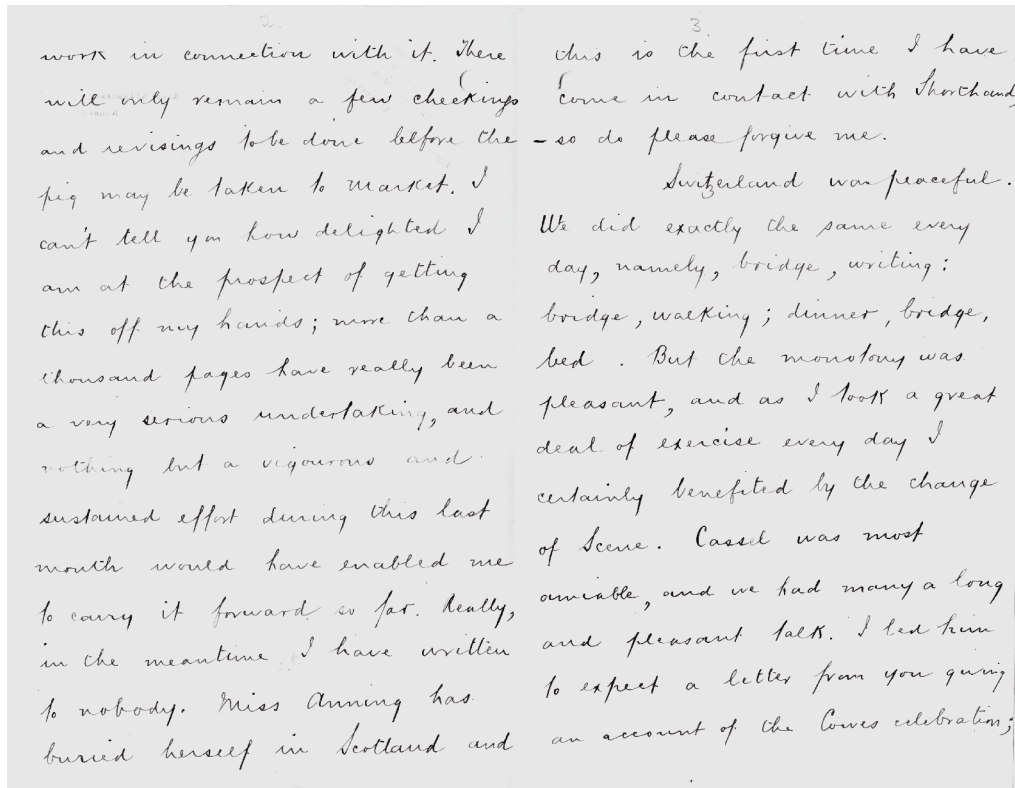 2.
work in connection with it. There
will only remain a few checkings
and revisings to be done before the
pig may be taken to market. I
can't tell you how delighted I
am at the prospect of getting
this off my hands; more than a
thousand pages have really been
a very serious undertaking, and
nothing but a vigourous and
sustained effort during this last
month would have enabled me
to carry it forward so far. Really,
in the meantime I have written
to nobody. Miss Anning has
buried herself in Scotland and
3
this is the first time I have
come in contact with Shorthand,
- so do please forgive me.
Switzerland was peaceful.
We did exactly the same every
day, namely, bridge, writing:
bridge, walking; dinner, bridge,
bed. But the monotony was
pleasant, and as I took a great
deal of exercise every day I
certainly benefited by the change
of Scene. Cassel was most
amiable, and we had many a long
and pleasant talk. I led him
to expect a letter from you giving
an account of the Cowes celebration;